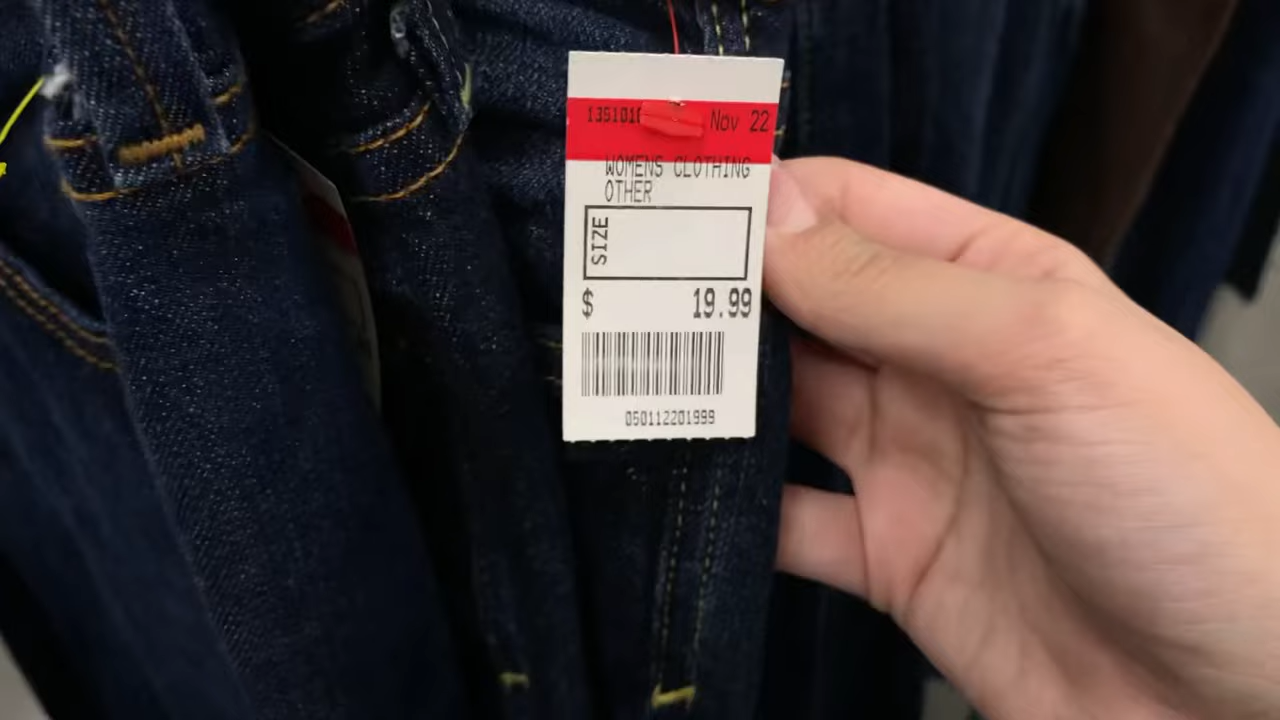 Nov 22
WOMENS CLOTHING
OTHER
SIZE
$ 19.99
050112201999